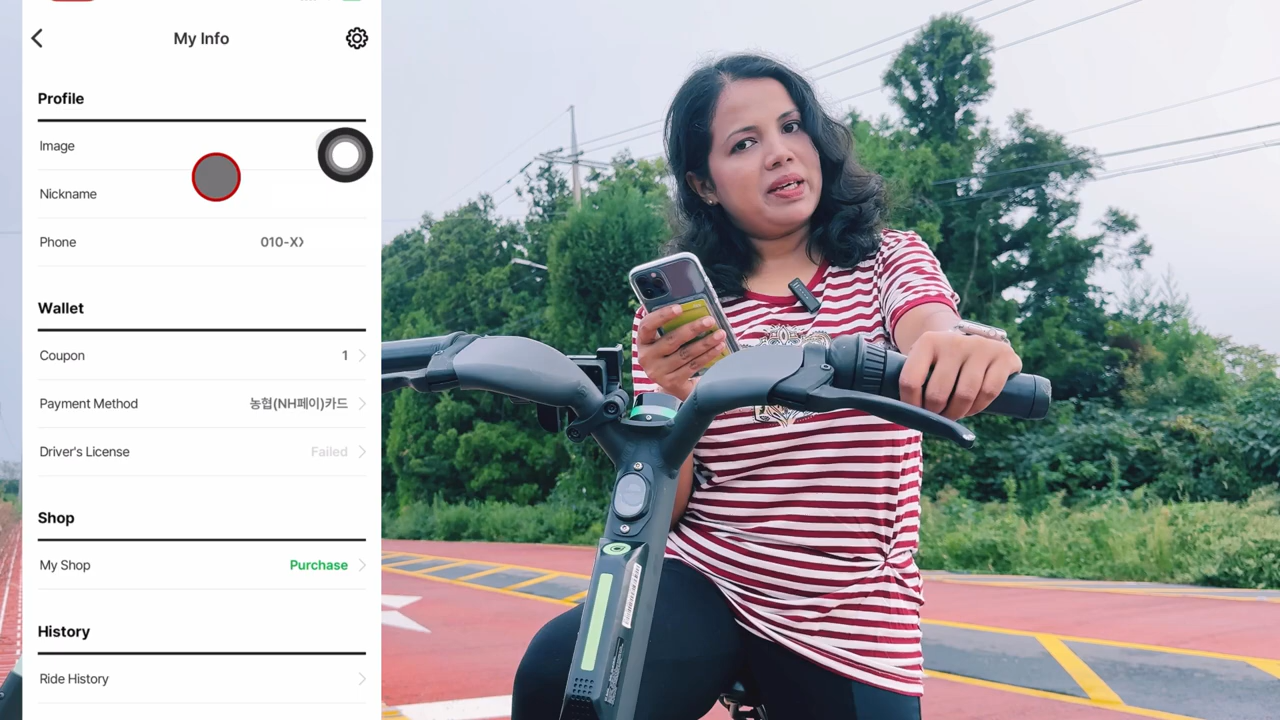 My Info
Profile
Image
Nickname
Phone 010-X
Wallet
Coupon 1
Payment Method 농협(NH페이)카드
Driver's License Failed
Shop
My Shop Purchase
History
Ride History